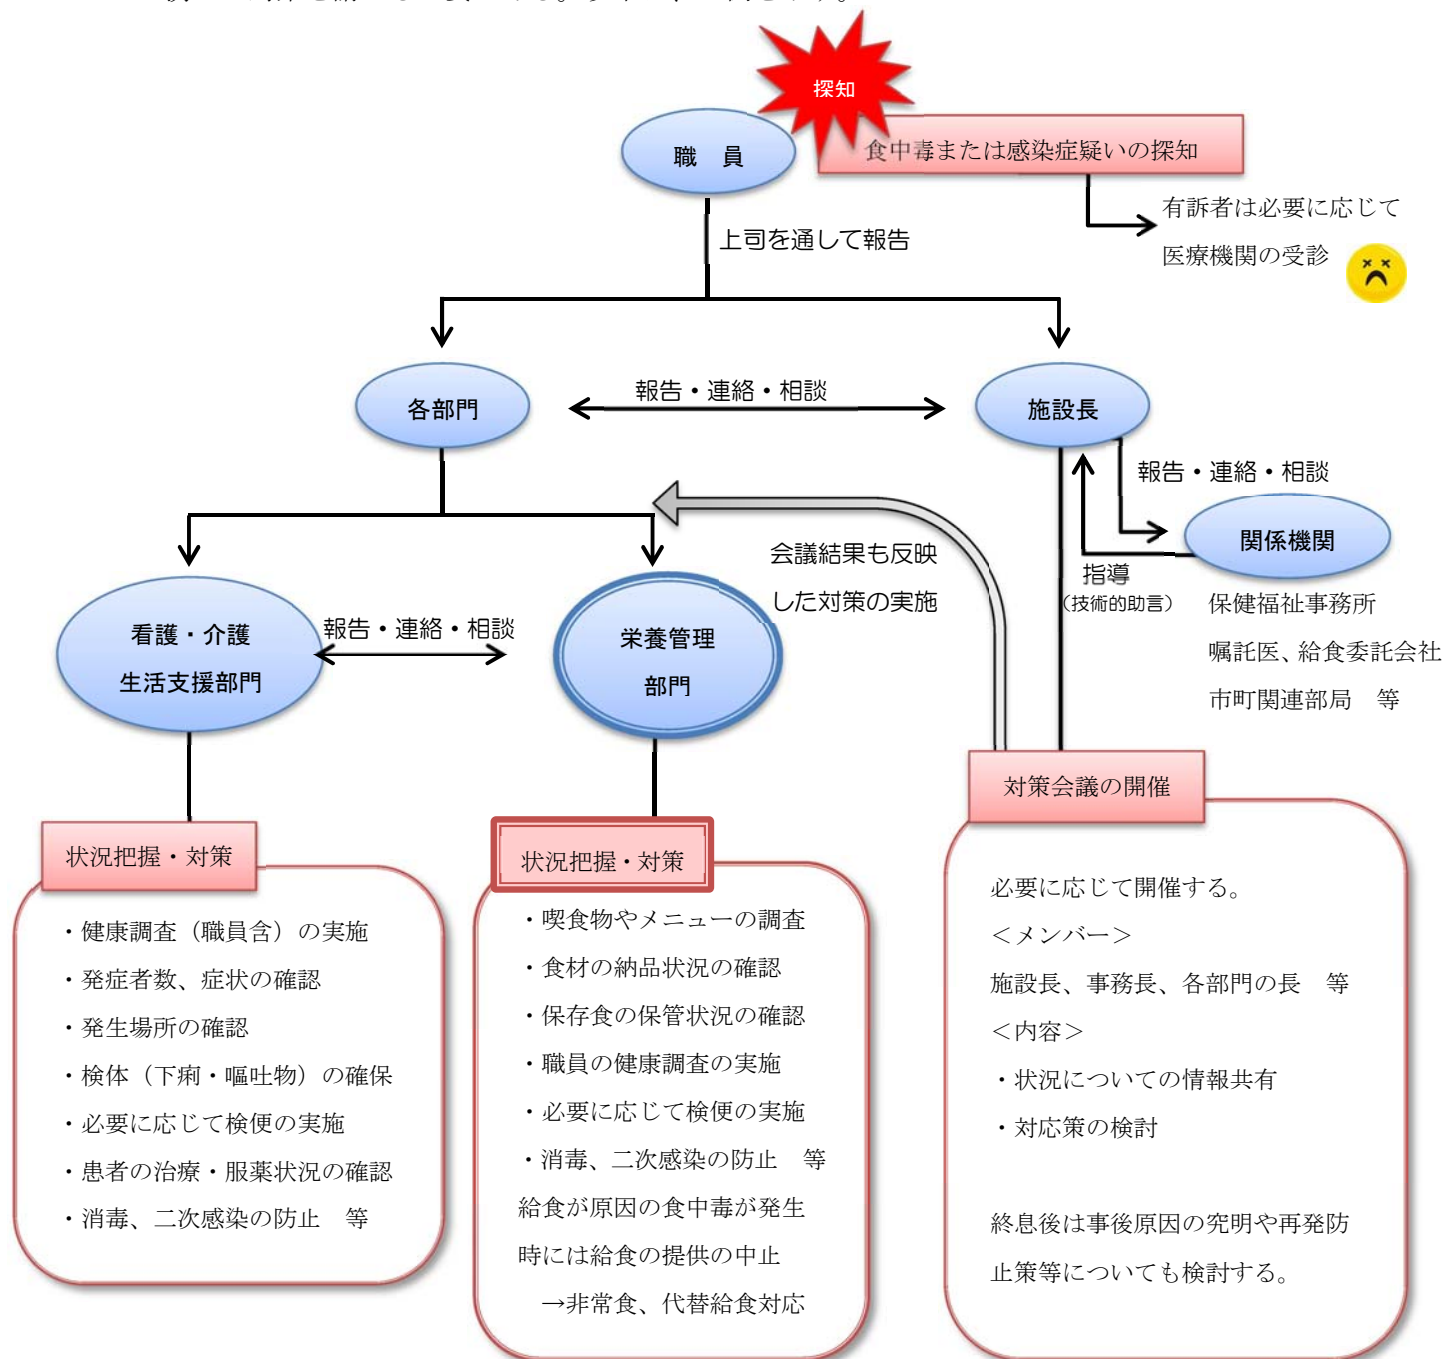 探知
職　員
食中毒または感染症疑いの探知
有訴者は必要に応じて
医療機関の受診
上司を通して報告
各部門
報告・連絡・相談
施設長
報告・連絡・相談
関係機関
指導
（技術的助言）
保健福祉事務所
嘱託医、給食委託会社
市町関連部局　等
会議結果も反映
した対策の実施
看護・介護
生活支援部門
報告・連絡・相談
栄養管理
部門
状況把握・対策
・健康調査（職員含）の実施
・発症者数、症状の確認
・発生場所の確認
・検体（下痢・嘔吐物）の確保
・必要に応じて検便の実施
・患者の治療・服薬状況の確認
・消毒、二次感染の防止　等
状況把握・対策
・喫食物やメニューの調査
・食材の納品状況の確認
・保存食の保管状況の確認
・職員の健康調査の実施
・必要に応じて検便の実施
・消毒、二次感染の防止　等
給食が原因の食中毒が発生
時には給食の提供の中止
→非常食、代替給食対応
対策会議の開催
必要に応じて開催する。
＜メンバー＞
施設長、事務長、各部門の長　等
＜内容＞
・状況についての情報共有
・対応策の検討
終息後は事後原因の究明や再発防
止策等についても検討する。